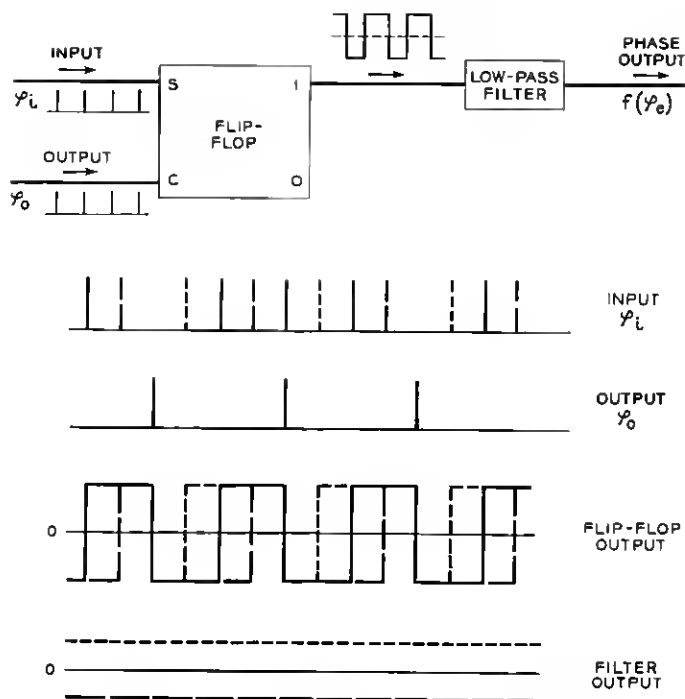 INPUT
φi
OUTPUT
φo
S
1
FLIP-
FLOP
C
0
LOW-PASS
FILTER
PHASE
OUTPUT
f(φe)
INPUT
φi
OUTPUT
φo
0
FLIP-FLOP
OUTPUT
0
FILTER
OUTPUT